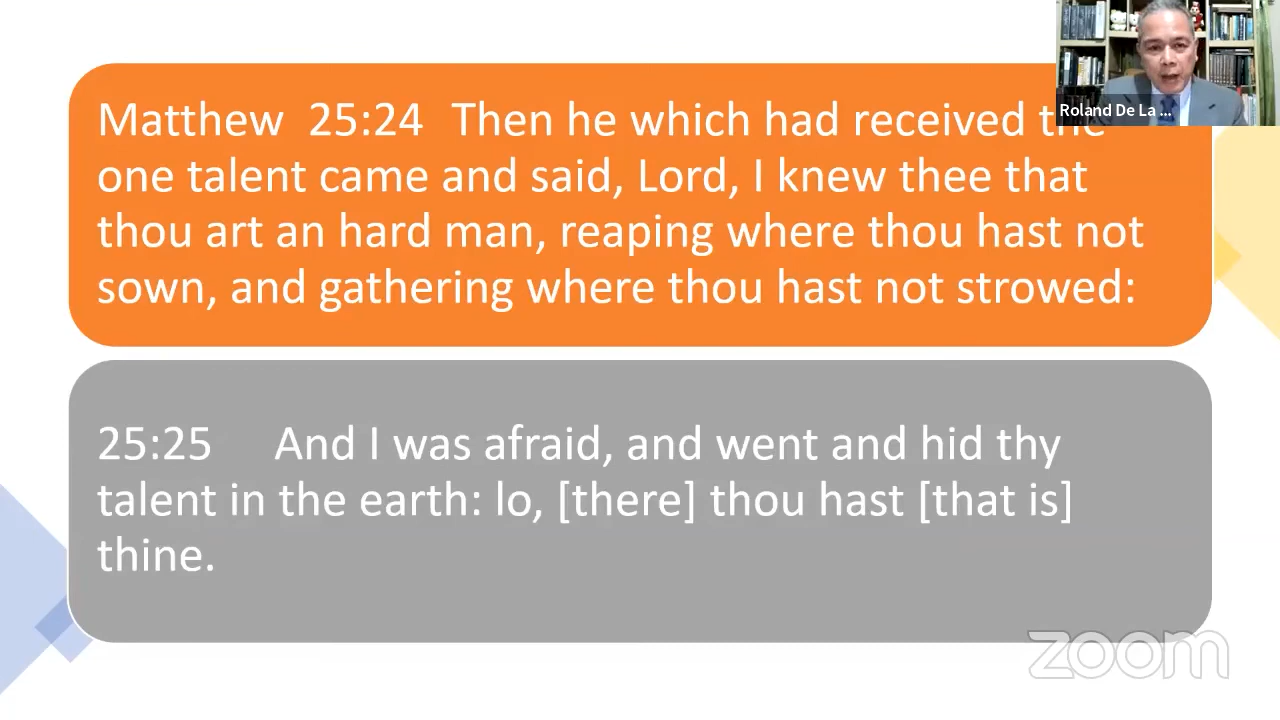 Matthew 25:24 Then he which had received the
one talent came and said, Lord, I knew thee that
thou art an hard man, reaping where thou hast not
sown, and gathering where thou hast not strowed:
25:25 And I was afraid, and went and hid thy
talent in the earth: lo, [there] thou hast [that is]
thine.
Roland De La ...
zoom